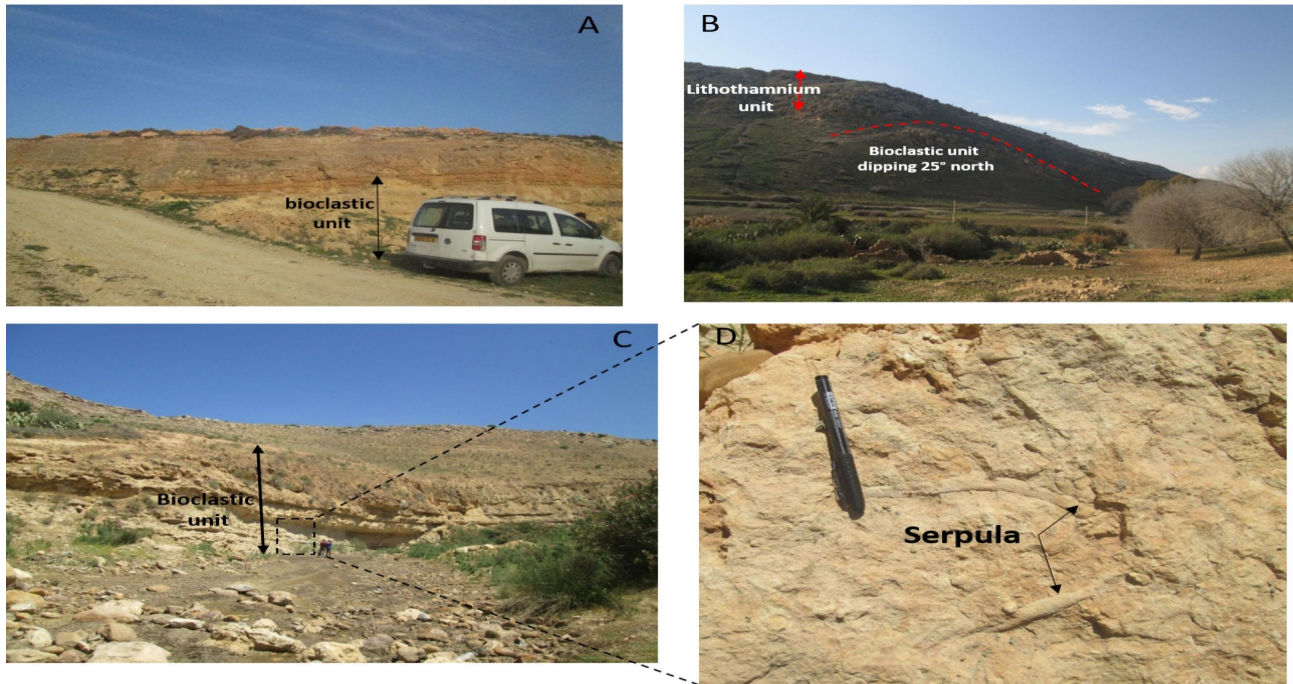 A
bioclastic
unit
B
Lithothamnium
unit
Bioclastic unit
dipping 25° north
C
Bioclastic
unit
D
Serpula